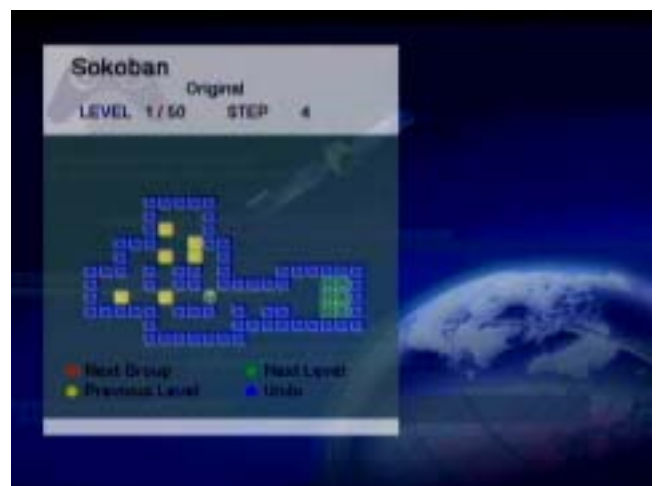 Sokoban
Original
LEVEL 1 / 50 STEP 4
Next Group
Next Level
Previous Level
Undo